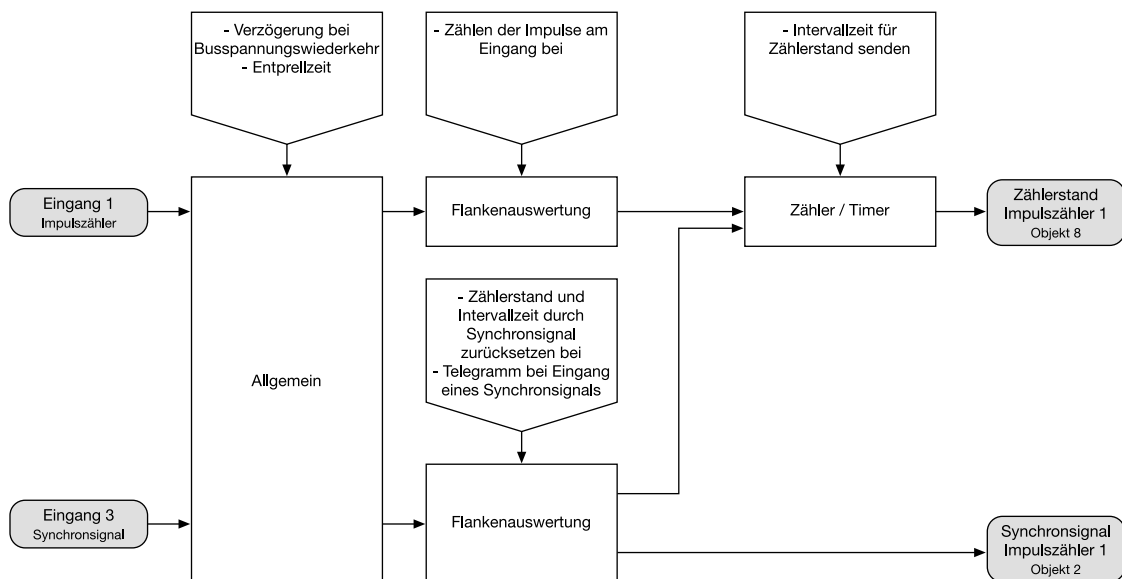 - Verzögerung bei
Busspannungswiederkehr
- Entprellzeit
- Zählen der Impulse am
Eingang bei
- Intervallzeit für
Zählerstand senden
Eingang 1
Impulszähler
Flankenauswertung
Zähler / Timer
Zählerstand
Impulszähler 1
Objekt 8
- Zählerstand und
Intervallzeit durch
Synchronsignal
zurücksetzen bei
- Telegramm bei Eingang
eines Synchronsignals
Allgemein
Eingang 3
Synchronsignal
Flankenauswertung
Synchronsignal
Impulszähler 1
Objekt 2